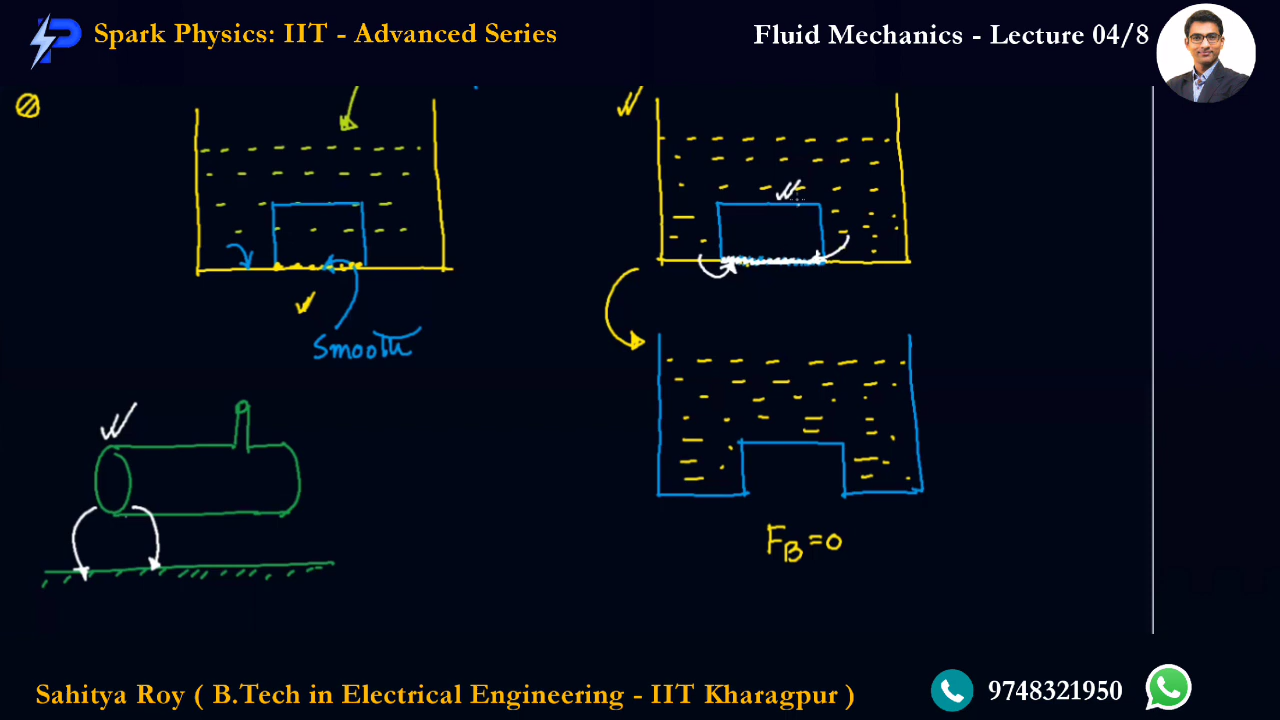 Spark Physics: IIT - Advanced Series
Fluid Mechanics - Lecture 04/8
Smooth
F_B = 0
Sahitya Roy ( B.Tech in Electrical Engineering - IIT Kharagpur )
9748321950